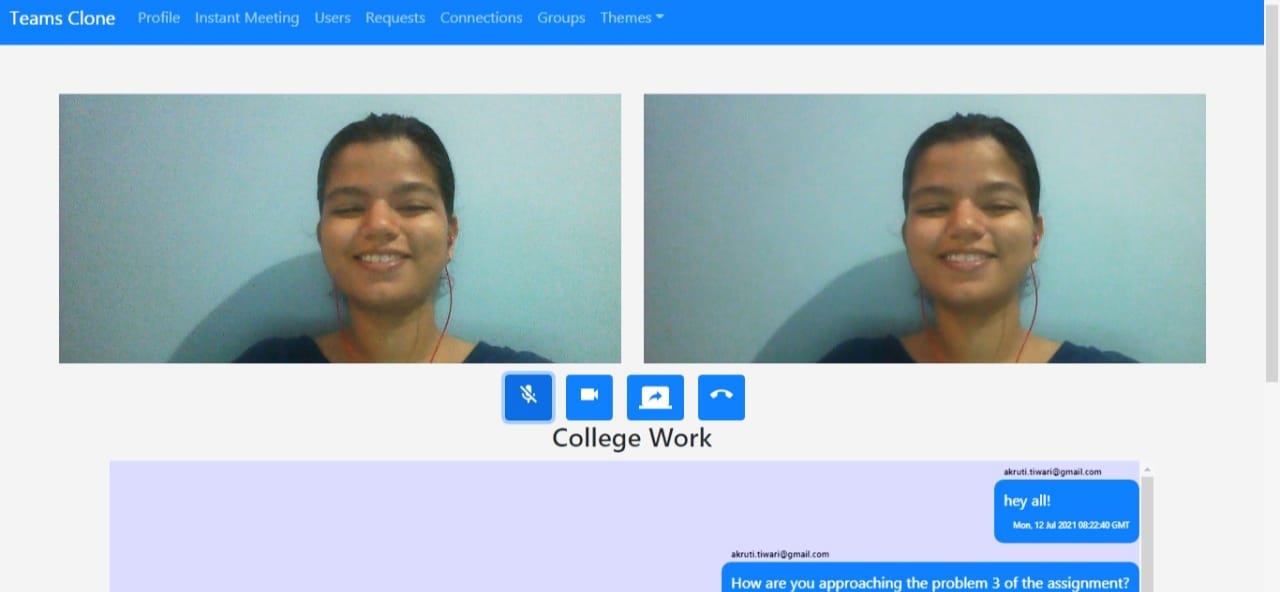 Teams Clone Profile Instant Meeting Users Requests Connections Groups Themes
College Work
akruti.tiwari@gmail.com
hey all!
Mon, 12 Jul 2021 08:22:40 GMT
akruti.tiwari@gmail.com
How are you approaching the problem 3 of the assignment?